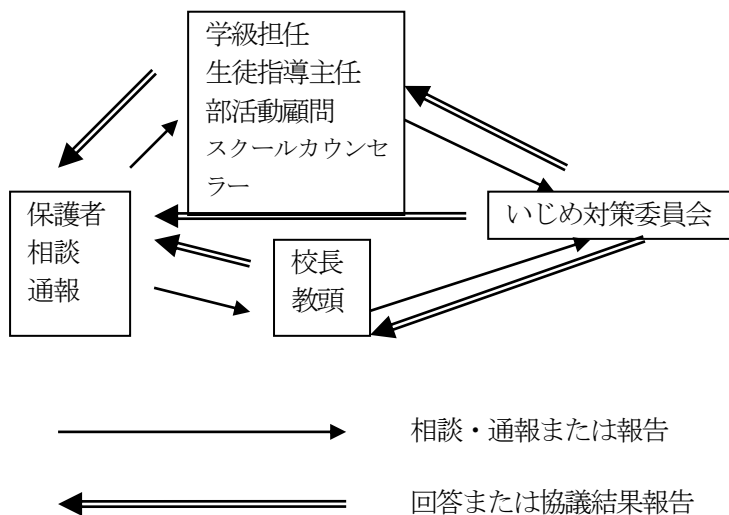 学級担任
生徒指導主任
部活動顧問
スクールカウンセ
ラー
保護者
相談
通報
いじめ対策委員会
校長
教頭
相談・通報または報告
回答または協議結果報告